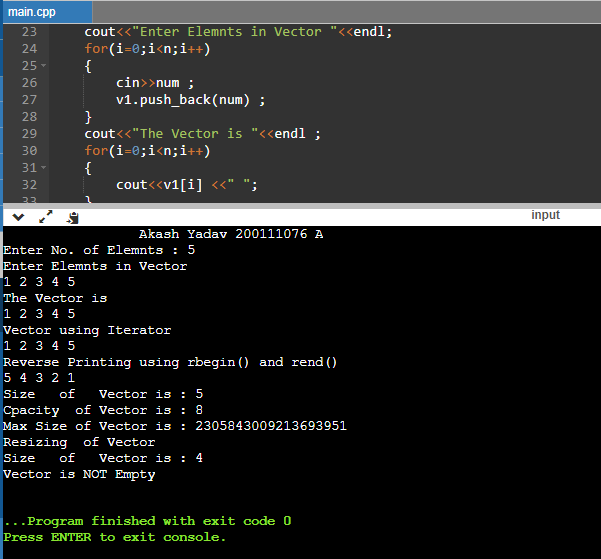 main.cpp
23 cout<<"Enter Elemnts in Vector "<<endl;
24 for(i=0;i<n;i++)
25 {
26 cin>>num ;
27 v1.push_back(num) ;
28 }
29 cout<<"The Vector is "<<endl ;
30 for(i=0;i<n;i++)
31 {
32 cout<<v1[i] <<" ";
33 }
input
Akash Yadav 200111076 A
Enter No. of Elemnts : 5
Enter Elemnts in Vector
1 2 3 4 5
The Vector is
1 2 3 4 5
Vector using Iterator
1 2 3 4 5
Reverse Printing using rbegin() and rend()
5 4 3 2 1
Size of Vector is : 5
Cpacity of Vector is : 8
Max Size of Vector is : 2305843009213693951
Resizing of Vector
Size of Vector is : 4
Vector is NOT Empty
...Program finished with exit code 0
Press ENTER to exit console.